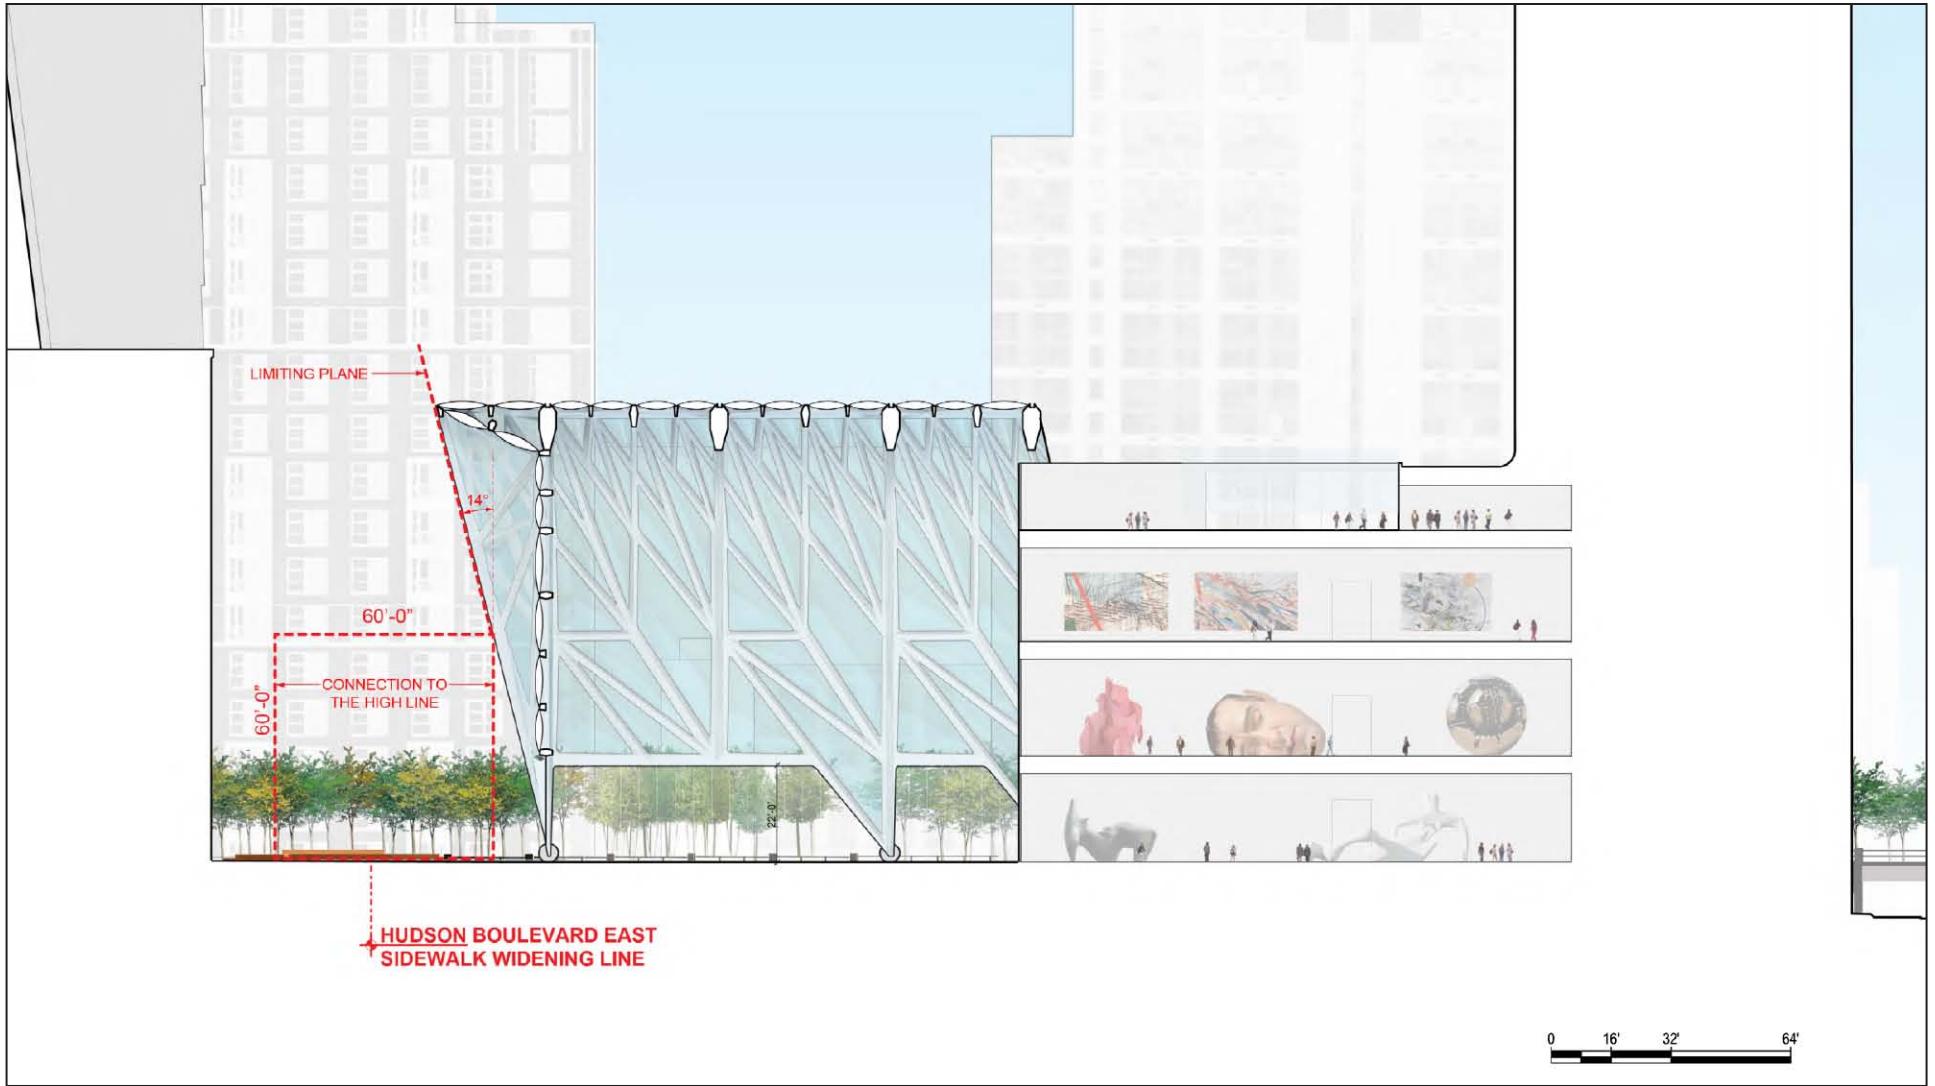 LIMITING PLANE
14°
60'-0"
60'-0"
CONNECTION TO
THE HIGH LINE
22'-0"
HUDSON BOULEVARD EAST
SIDEWALK WIDENING LINE
0 16' 32' 64'